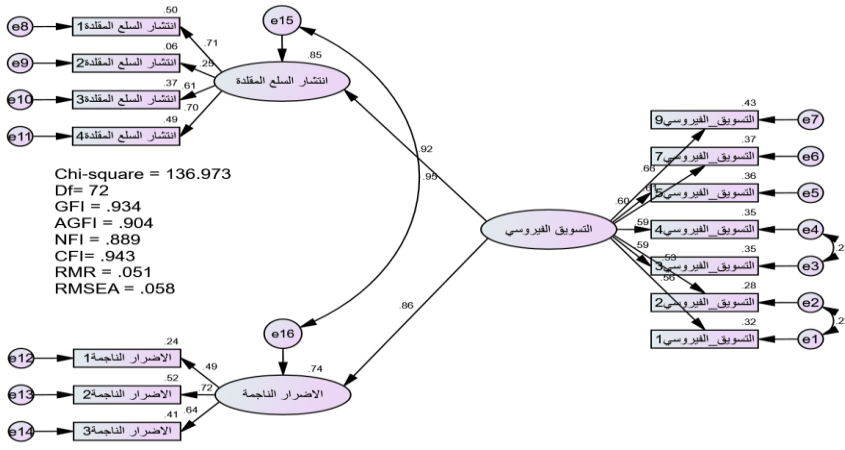 e15
.50
e8
انتشار السلع المقلدة1
.71
.85
.06
e9
انتشار السلع المقلدة2
.25
انتشار السلع المقلدة
.37
e10
انتشار السلع المقلدة3
.61
.70
.49
e11
انتشار السلع المقلدة4
.43
التسويق_الفيروسي9
e7
.37
التسويق_الفيروسي7
e6
.66
.36
التسويق_الفيروسي5
e5
.60
.35
التسويق_الفيروسي4
e4
.59
.35
التسويق_الفيروسي3
e3
.59
.53
.28
التسويق_الفيروسي2
e2
.56
.32
التسويق_الفيروسي1
e1
التسويق الفيروسي
.92
.95
.86
Chi-square = 136.973
Df= 72
GFI = .934
AGFI = .904
NFI = .889
CFI= .943
RMR = .051
RMSEA = .058
e16
.24
e12
الاضرار الناجمة1
.49
.74
.52
e13
الاضرار الناجمة2
.72
الاضرار الناجمة
.41
e14
الاضرار الناجمة3
.64